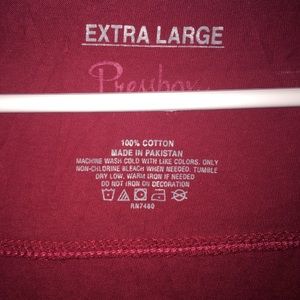 EXTRA LARGE
Pressbox
100% COTTON
MADE IN PAKISTAN
MACHINE WASH COLD WITH LIKE COLORS. ONLY
NON-CHLORINE BLEACH WHEN NEEDED. TUMBLE
DRY LOW, WARM IRON IF NEEDED
DO NOT IRON ON DECORATION
RN7480